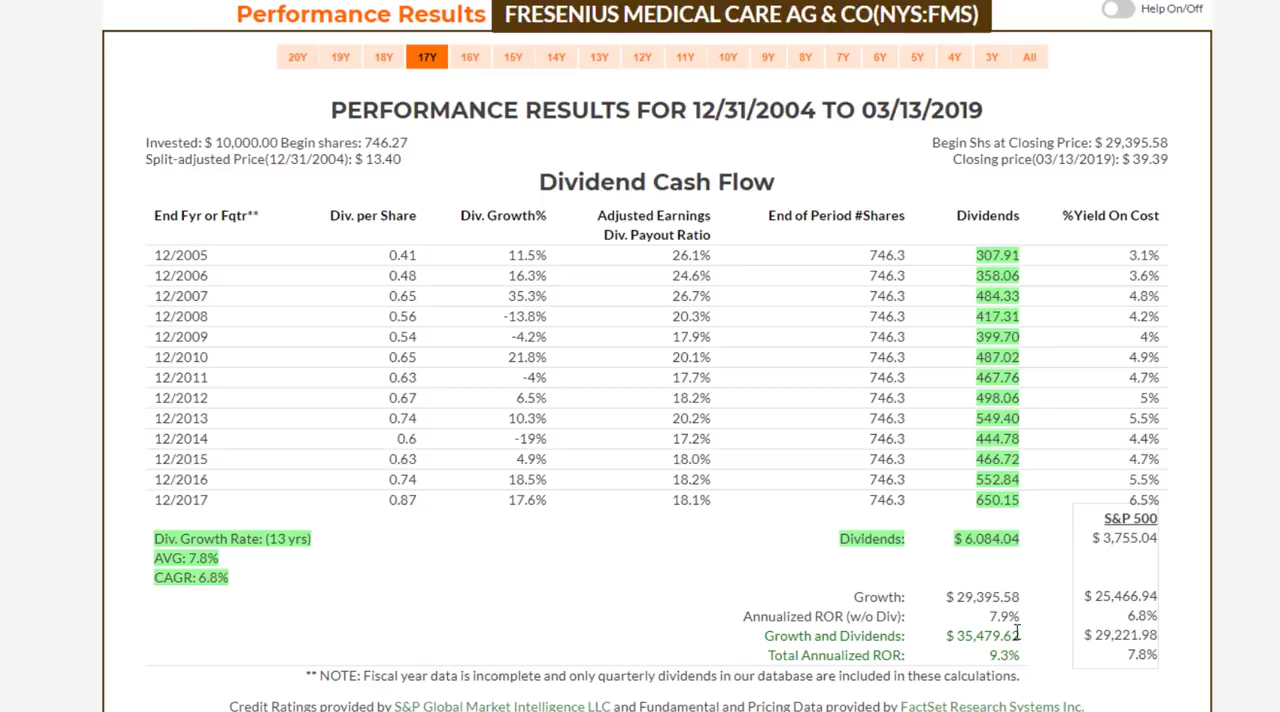 Performance Results FRESENIUS MEDICAL CARE AG & CO(NYS:FMS) Help On/Off
20Y 19Y 18Y 17Y 16Y 15Y 14Y 13Y 12Y 11Y 10Y 9Y 8Y 7Y 6Y 5Y 4Y 3Y All
PERFORMANCE RESULTS FOR 12/31/2004 TO 03/13/2019
Invested: $ 10,000.00 Begin shares: 746.27 Begin Shs at Closing Price: $ 29,395.58
Split-adjusted Price(12/31/2004): $ 13.40 Closing price(03/13/2019): $ 39.39
Dividend Cash Flow
End Fyr or Fqtr** Div. per Share Div. Growth% Adjusted Earnings End of Period #Shares Dividends %Yield On Cost
Div. Payout Ratio
12/2005 0.41 11.5% 26.1% 746.3 307.91 3.1%
12/2006 0.48 16.3% 24.6% 746.3 358.06 3.6%
12/2007 0.65 35.3% 26.7% 746.3 484.33 4.8%
12/2008 0.56 -13.8% 20.3% 746.3 417.31 4.2%
12/2009 0.54 -4.2% 17.9% 746.3 399.70 4%
12/2010 0.65 21.8% 20.1% 746.3 487.02 4.9%
12/2011 0.63 -4% 17.7% 746.3 467.76 4.7%
12/2012 0.67 6.5% 18.2% 746.3 498.06 5%
12/2013 0.74 10.3% 20.2% 746.3 549.40 5.5%
12/2014 0.6 -19% 17.2% 746.3 444.78 4.4%
12/2015 0.63 4.9% 18.0% 746.3 466.72 4.7%
12/2016 0.74 18.5% 18.2% 746.3 552.84 5.5%
12/2017 0.87 17.6% 18.1% 746.3 650.15 6.5%
S&P 500
Div. Growth Rate: (13 yrs) Dividends: $ 6,084.04 $ 3,755.04
AVG: 7.8%
CAGR: 6.8%
Growth: $ 29,395.58 $ 25,466.94
Annualized ROR (w/o Div): 7.9% 6.8%
Growth and Dividends: $ 35,479.62 $ 29,221.98
Total Annualized ROR: 9.3% 7.8%
** NOTE: Fiscal year data is incomplete and only quarterly dividends in our database are included in these calculations.
Credit Ratings provided by S&P Global Market Intelligence LLC and Fundamental and Pricing Data provided by FactSet Research Systems Inc.